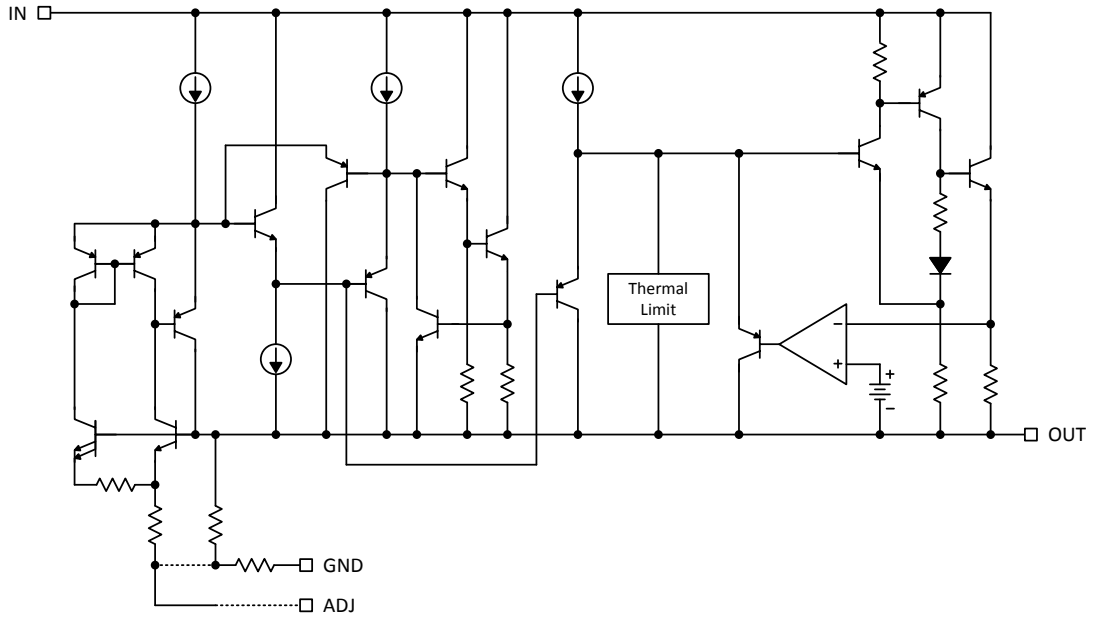 IN
Thermal
Limit
−
+
+
−
OUT
GND
ADJ